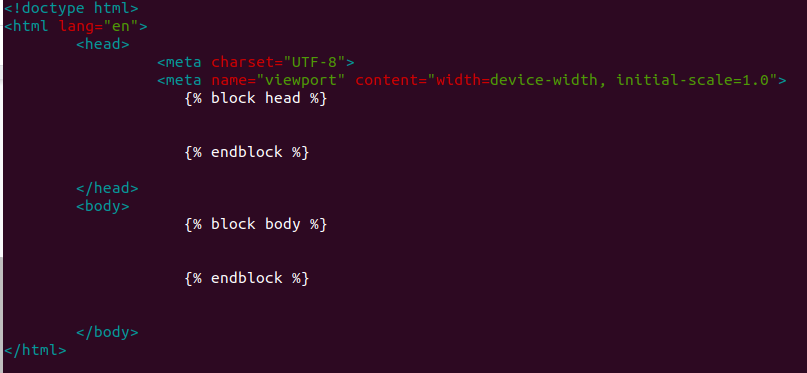 <!doctype html>
<html lang="en">
<head>
<meta charset="UTF-8">
<meta name="viewport" content="width=device-width, initial-scale=1.0">
{% block head %}
{% endblock %}
</head>
<body>
{% block body %}
{% endblock %}
</body>
</html>